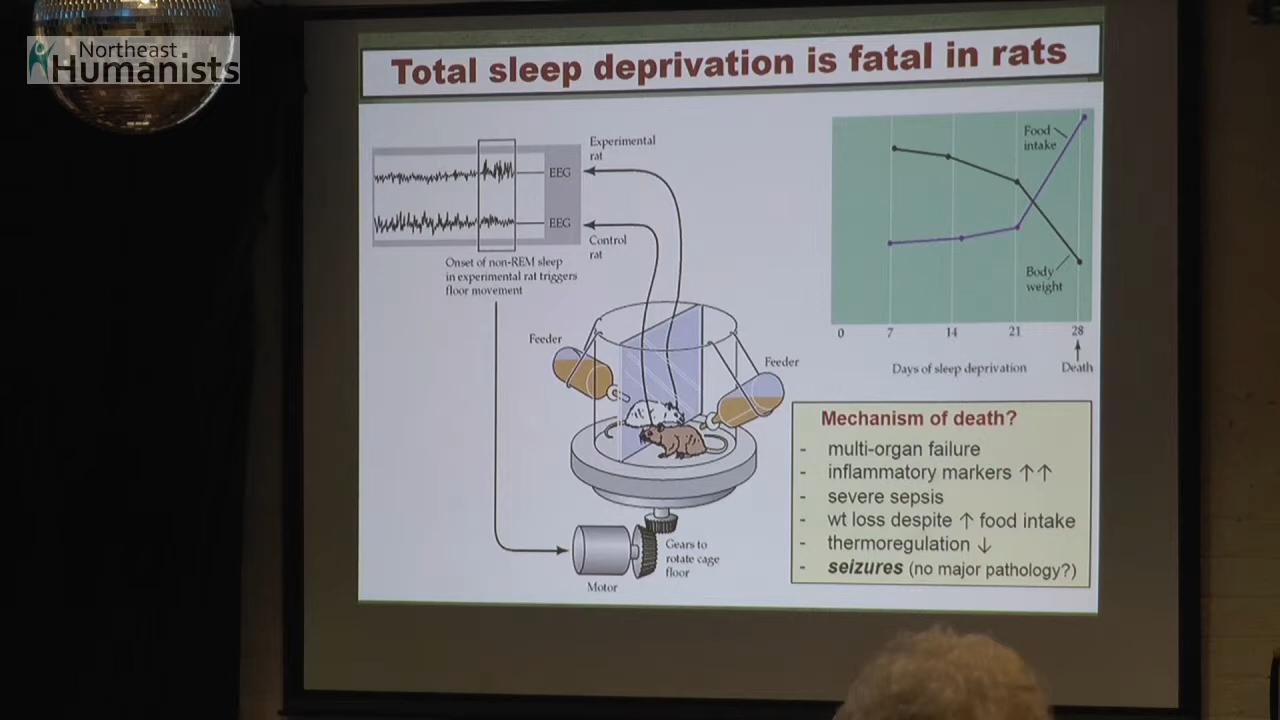 Northeast
Humanists
Total sleep deprivation is fatal in rats
Experimental
rat
EEG
EEG
Control
rat
Onset of non-REM sleep
in experimental rat triggers
floor movement
Feeder
Feeder
Motor
Gears to
rotate cage
floor
Food
intake
Body
weight
0 7 14 21 28
Days of sleep deprivation
Death
Mechanism of death?
- multi-organ failure
- inflammatory markers ↑↑
- severe sepsis
- wt loss despite ↑ food intake
- thermoregulation ↓
- seizures (no major pathology?)